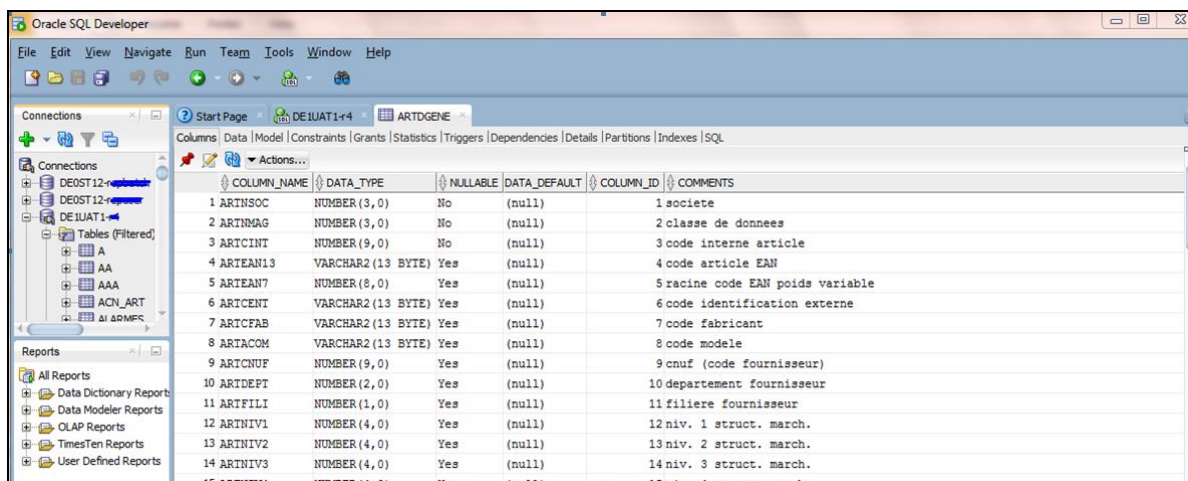 Oracle SQL Developer
File Edit View Navigate Run Team Tools Window Help
Connections
Start Page DE1UAT1-r4 ARTDGENE
Columns Data Model Constraints Grants Statistics Triggers Dependencies Details Partitions Indexes SQL
Actions...
Connections
DE0ST12-
DE0ST12-
DE1UAT1-
Tables (Filtered)
A
AA
AAA
ACN_ART
ALARMES
Reports
All Reports
Data Dictionary Reports
Data Modeler Reports
OLAP Reports
TimesTen Reports
User Defined Reports
COLUMN_NAME DATA_TYPE NULLABLE DATA_DEFAULT COLUMN_ID COMMENTS
1 ARTNSOC NUMBER(3,0) No (null) 1 societe
2 ARTNMAG NUMBER(3,0) No (null) 2 classe de donnees
3 ARTCINT NUMBER(9,0) No (null) 3 code interne article
4 ARTEAN13 VARCHAR2(13 BYTE) Yes (null) 4 code article EAN
5 ARTEAN7 NUMBER(8,0) Yes (null) 5 racine code EAN poids variable
6 ARTCENT VARCHAR2(13 BYTE) Yes (null) 6 code identification externe
7 ARTCFAB VARCHAR2(13 BYTE) Yes (null) 7 code fabricant
8 ARTACOM VARCHAR2(13 BYTE) Yes (null) 8 code modele
9 ARTCNUF NUMBER(9,0) Yes (null) 9 cnuf (code fournisseur)
10 ARTDEPT NUMBER(2,0) Yes (null) 10 departement fournisseur
11 ARTFILI NUMBER(1,0) Yes (null) 11 filiere fournisseur
12 ARTNIV1 NUMBER(4,0) Yes (null) 12 niv. 1 struct. march.
13 ARTNIV2 NUMBER(4,0) Yes (null) 13 niv. 2 struct. march.
14 ARTNIV3 NUMBER(4,0) Yes (null) 14 niv. 3 struct. march.